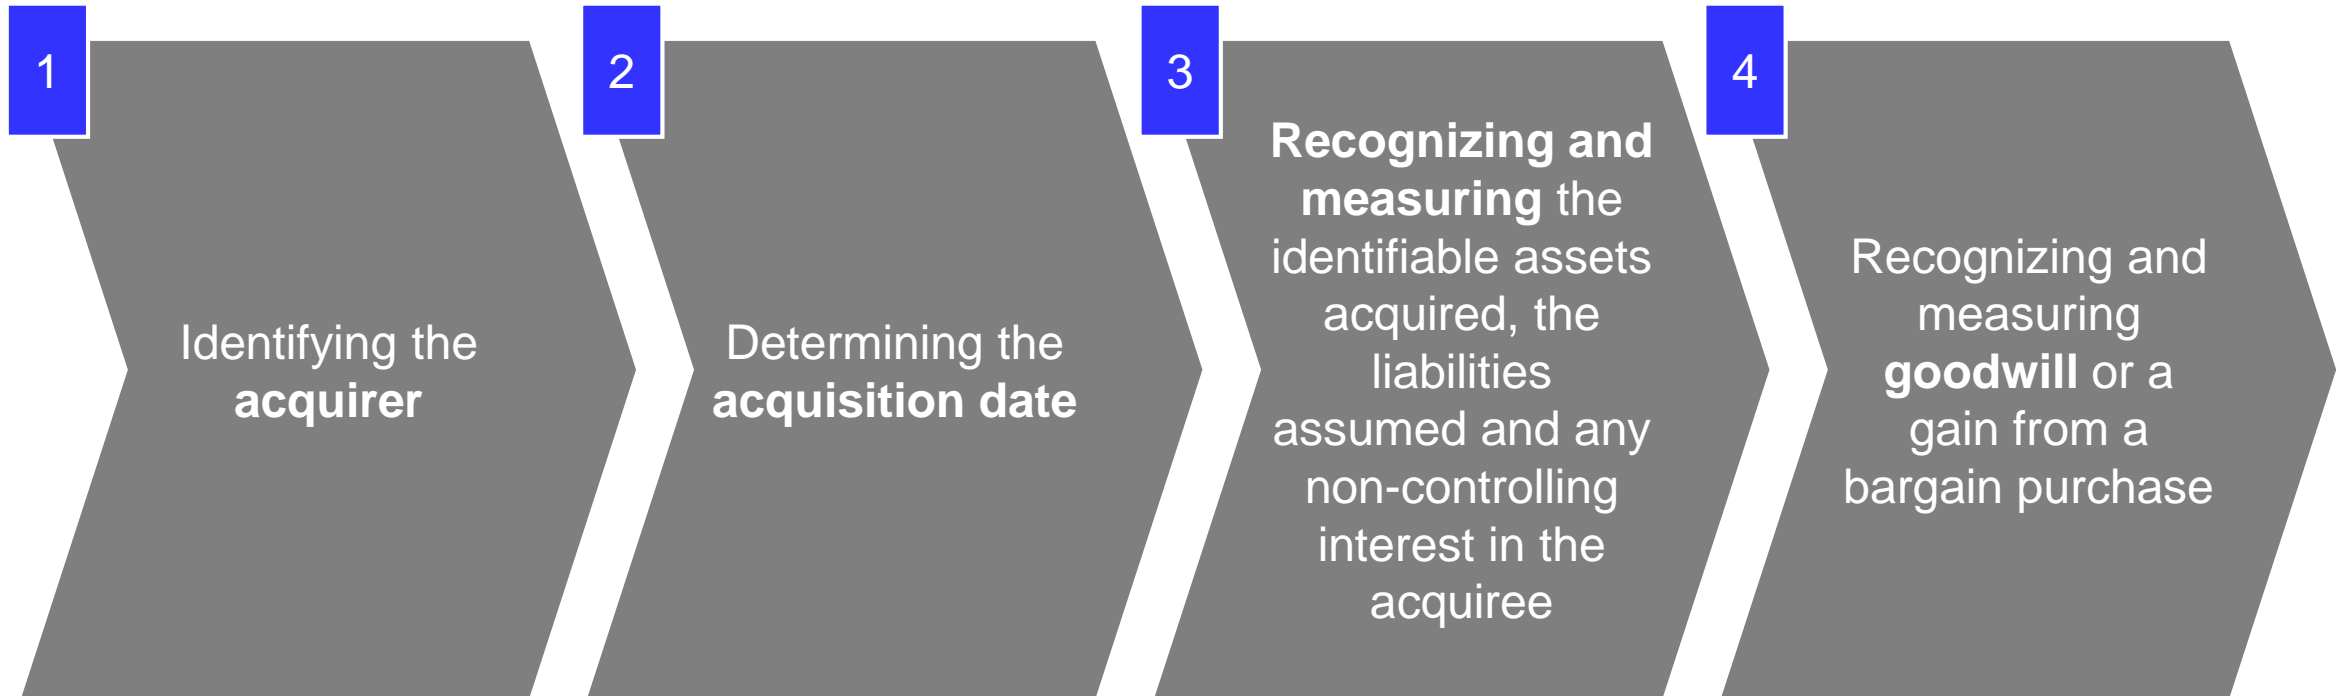 1
Identifying the
acquirer
2
Determining the
acquisition date
3
Recognizing and
measuring the
identifiable assets
acquired, the
liabilities
assumed and any
non-controlling
interest in the
acquiree
4
Recognizing and
measuring
goodwill or a
gain from a
bargain purchase